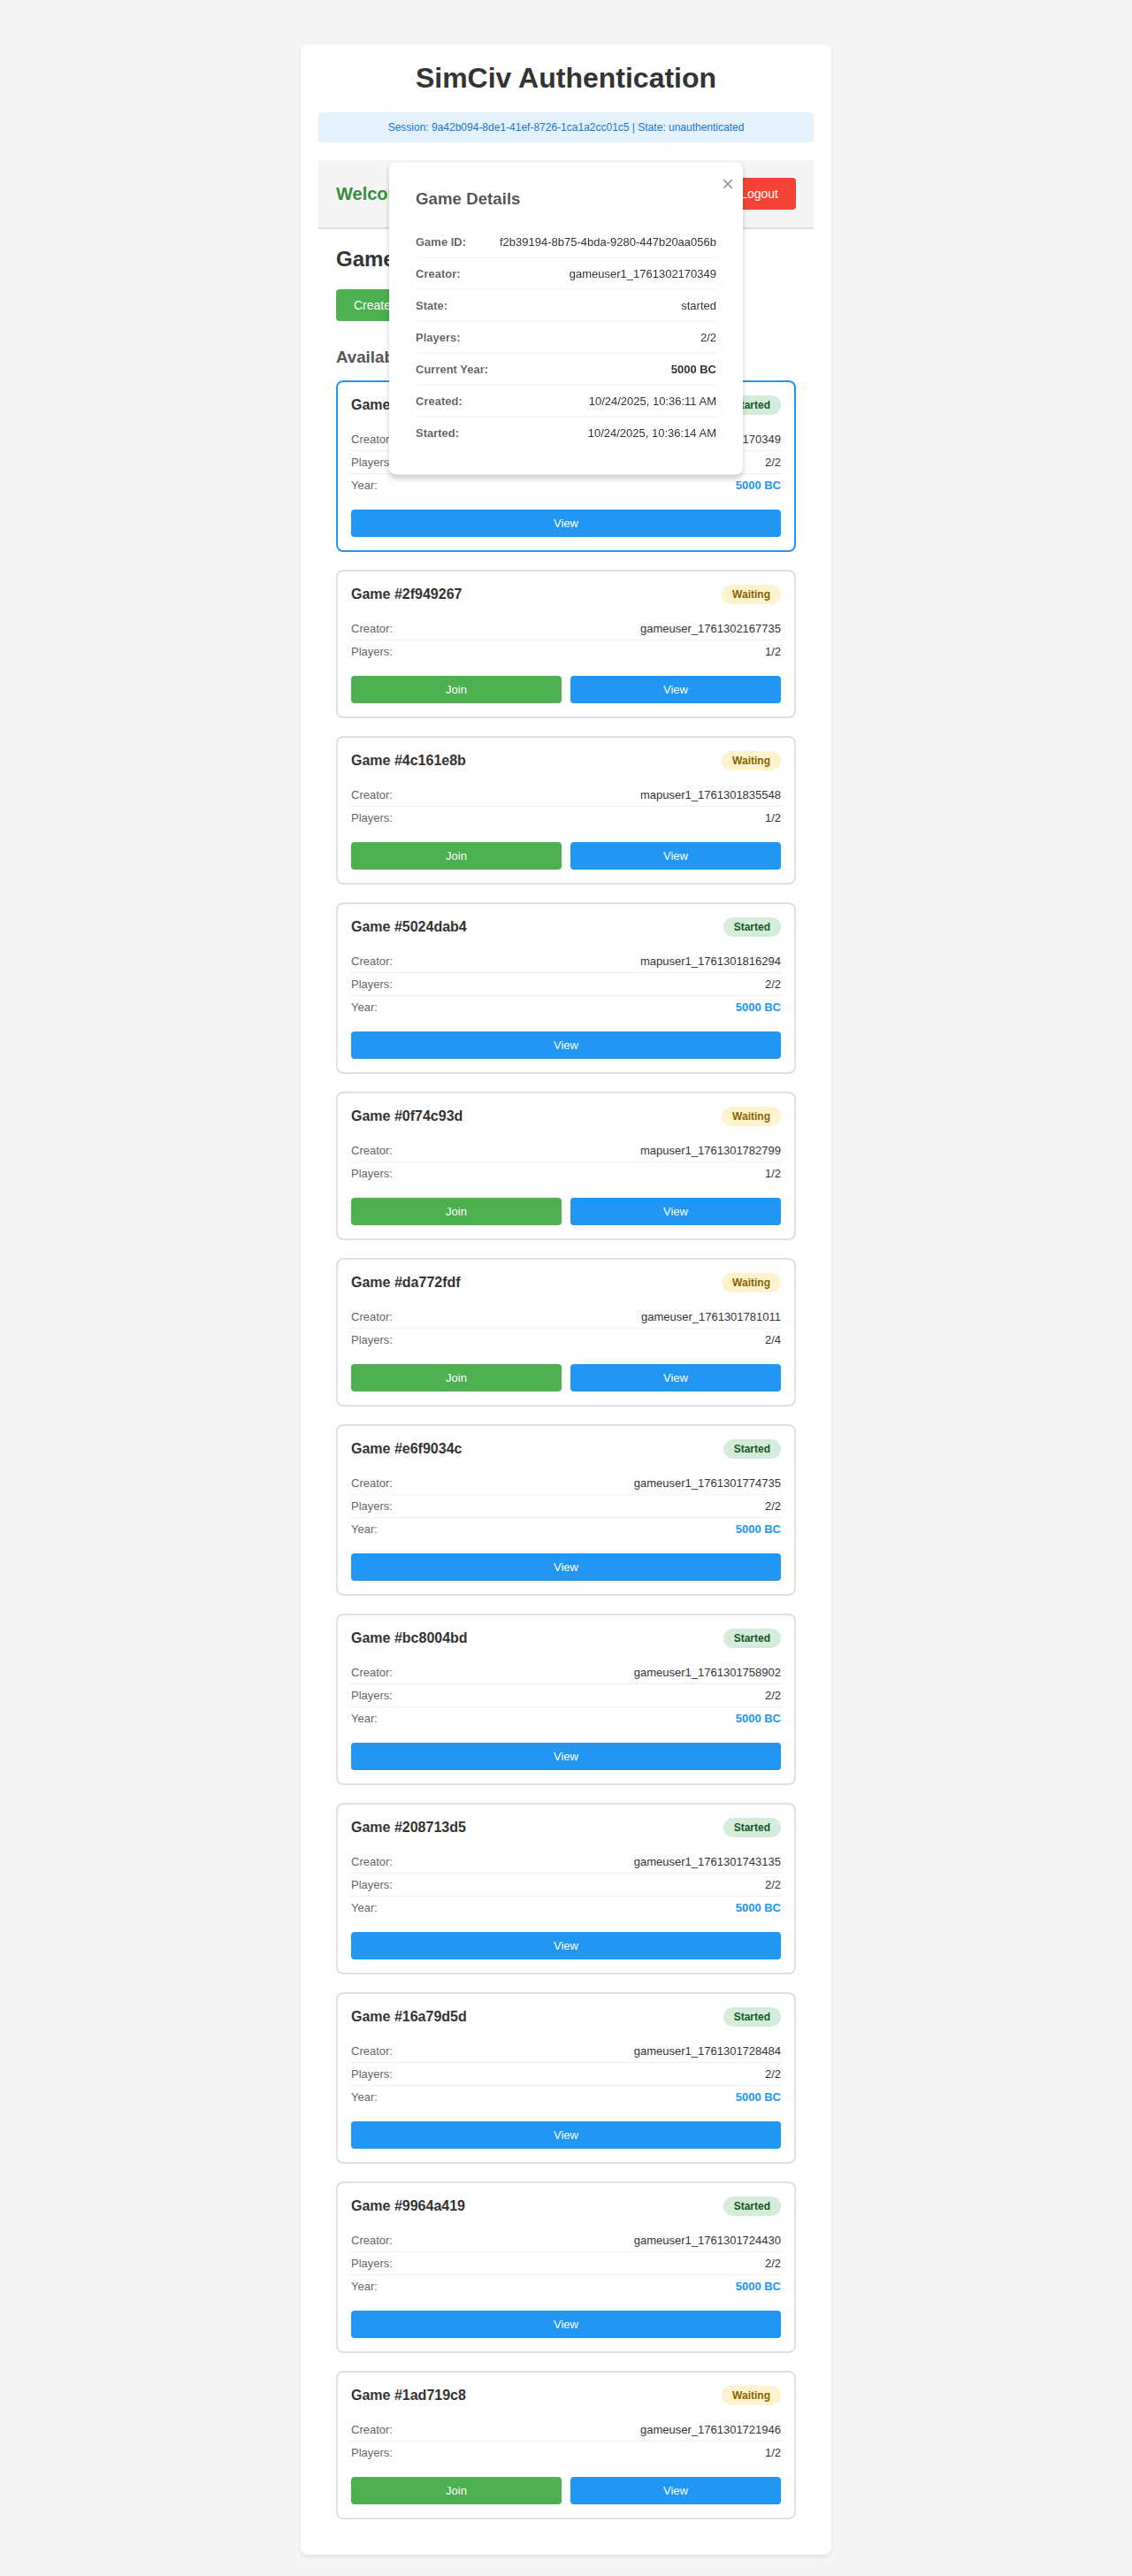 SimCiv Authentication
Session: 9a42b094-8de1-41ef-8726-1ca1a2cc01c5 | State: unauthenticated
Game Details
×
Game ID: f2b39194-8b75-4bda-9280-447b20aa056b
Creator: gameuser1_1761302170349
State: started
Players: 2/2
Current Year: 5000 BC
Created: 10/24/2025, 10:36:11 AM
Started: 10/24/2025, 10:36:14 AM
Logout
Game
Create
Game
Creator 170349
Players 2/2
Year: 5000 BC
View
Game #2f949267 Waiting
Creator: gameuser_1761302167735
Players: 1/2
Join View
Game #4c161e8b Waiting
Creator: mapuser1_1761301835548
Players: 1/2
Join View
Game #5024dab4 Started
Creator: mapuser1_1761301816294
Players: 2/2
Year: 5000 BC
View
Game #0f74c93d Waiting
Creator: mapuser1_1761301782799
Players: 1/2
Join View
Game #da772fdf Waiting
Creator: gameuser_1761301781011
Players: 2/4
Join View
Game #e6f9034c Started
Creator: gameuser1_1761301774735
Players: 2/2
Year: 5000 BC
View
Game #bc8004bd Started
Creator: gameuser1_1761301758902
Players: 2/2
Year: 5000 BC
View
Game #208713d5 Started
Creator: gameuser1_1761301743135
Players: 2/2
Year: 5000 BC
View
Game #16a79d5d Started
Creator: gameuser1_1761301728484
Players: 2/2
Year: 5000 BC
View
Game #9964a419 Started
Creator: gameuser1_1761301724430
Players: 2/2
Year: 5000 BC
View
Game #1ad719c8 Waiting
Creator: gameuser_1761301721946
Players: 1/2
Join View